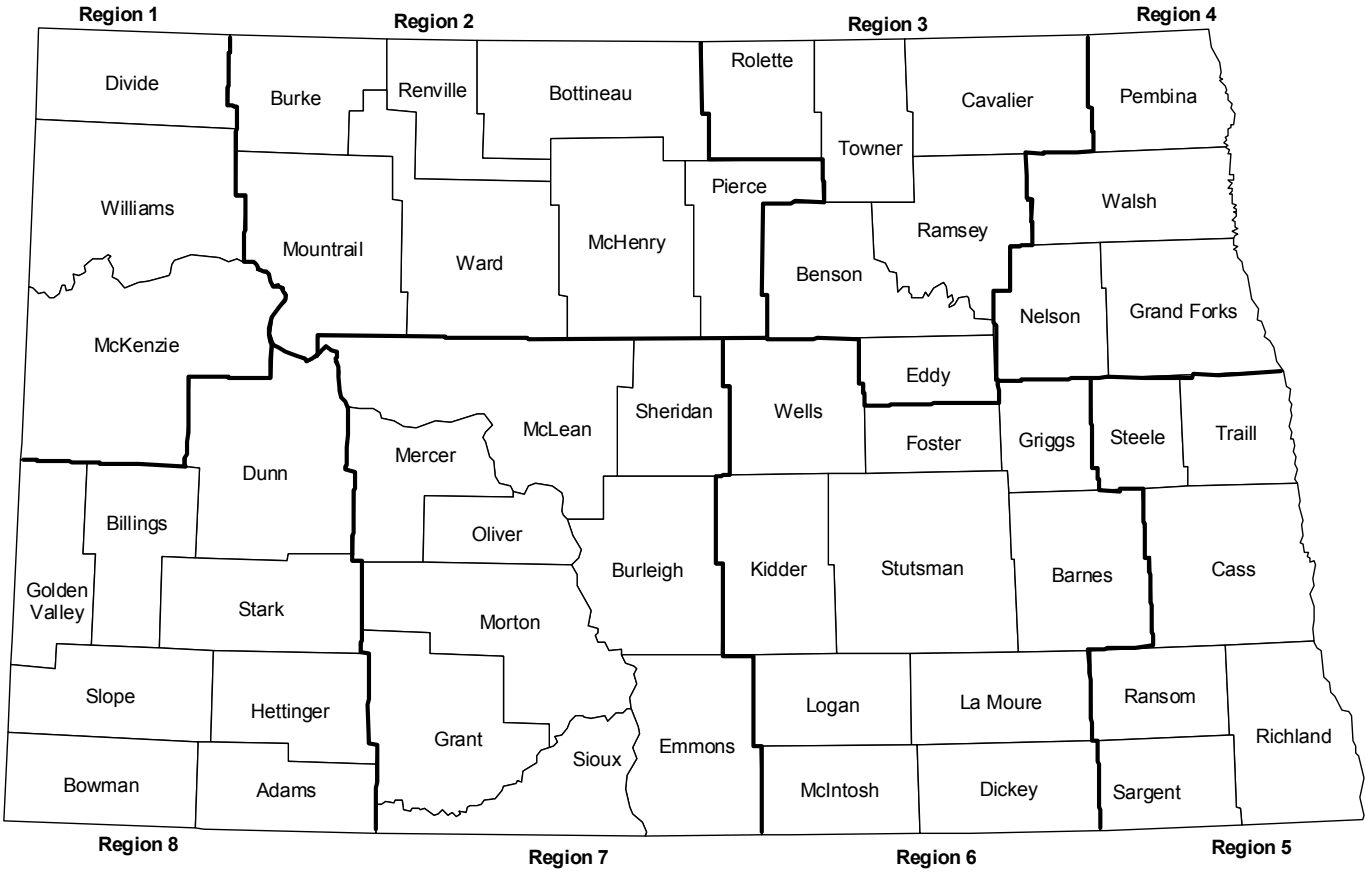 Region 1
Region 2
Region 3
Region 4
Divide
Burke
Renville
Bottineau
Rolette
Towner
Cavalier
Pembina
Williams
Mountrail
Ward
McHenry
Pierce
Benson
Ramsey
Walsh
Nelson
Grand Forks
McKenzie
Dunn
Mercer
McLean
Sheridan
Wells
Eddy
Foster
Griggs
Steele
Traill
Billings
Golden
Valley
Stark
Oliver
Morton
Burleigh
Kidder
Stutsman
Barnes
Cass
Slope
Hettinger
Grant
Sioux
Emmons
Logan
La Moure
Ransom
Richland
Bowman
Adams
McIntosh
Dickey
Sargent
Region 8
Region 7
Region 6
Region 5